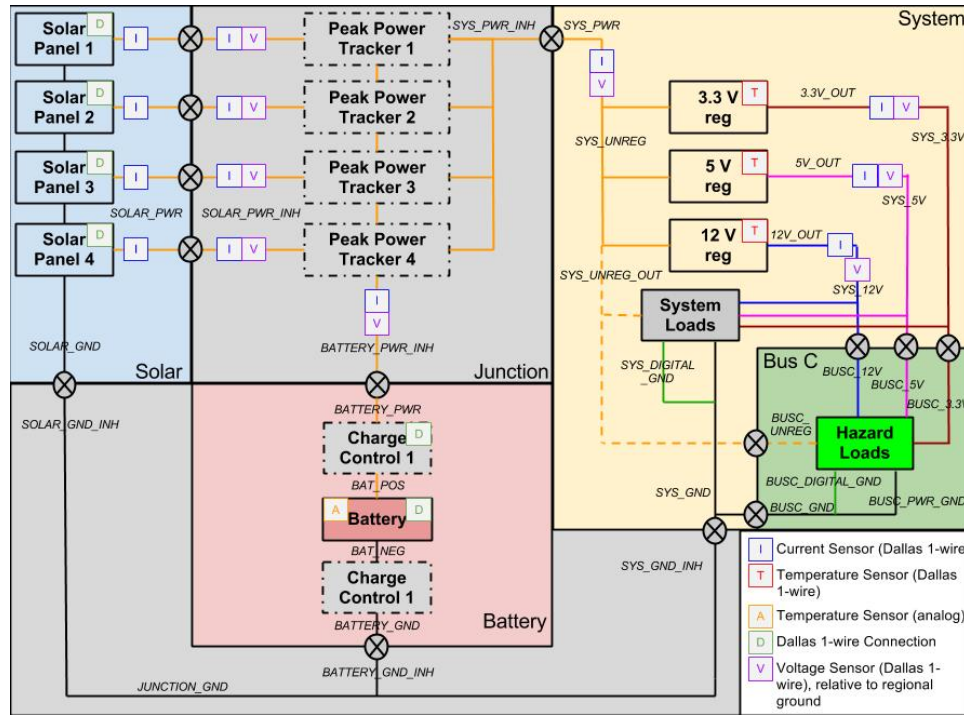 Solar
Panel 1
D
I
I
V
Peak Power
Tracker 1
SYS_PWR_INH
SYS_PWR
System
I
V
Solar
Panel 2
D
I
I
V
Peak Power
Tracker 2
3.3 V
reg
T
3.3V_OUT
I
V
SYS_UNREG
SYS_3.3V
Solar
Panel 3
D
I
I
V
Peak Power
Tracker 3
5 V
reg
T
5V_OUT
I
V
SYS_5V
SOLAR_PWR
SOLAR_PWR_INH
Solar
Panel 4
D
I
I
V
Peak Power
Tracker 4
12 V
reg
T
12V_OUT
I
V
SYS_12V
SYS_UNREG_OUT
I
V
System
Loads
SOLAR_GND
BATTERY_PWR_INH
SYS_DIGITAL
_GND
Solar
Junction
Bus C
BUSC_12V
BUSC_5V
BUSC_3.3V
SOLAR_GND_INH
BATTERY_PWR
Charge
Control 1
D
BUSC_
UNREG
Hazard
Loads
BAT_POS
BUSC_DIGITAL_GND
A
Battery
D
SYS_GND
BUSC_GND
BUSC_PWR_GND
BAT_NEG
Charge
Control 1
SYS_GND_INH
BATTERY_GND
Battery
BATTERY_GND_INH
JUNCTION_GND
I
Current Sensor (Dallas 1-wire
T
Temperature Sensor (Dallas
1-wire)
A
Temperature Sensor (analog)
D
Dallas 1-wire Connection
V
Voltage Sensor (Dallas 1-
wire), relative to regional
ground